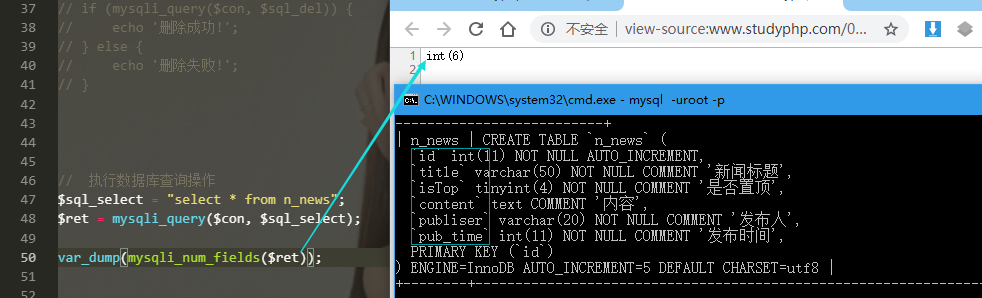 37 // if (mysqli_query($con, $sql_del)) {
38 //     echo '删除成功!';
39 // } else {
40 //     echo '删除失败!';
41 // }
42
43
44
45
46 //  执行数据库查询操作
47 $sql_select = "select * from n_news";
48 $ret = mysqli_query($con, $sql_select);
49
50 var_dump(mysqli_num_fields($ret));
51
52
不安全 | view-source:www.studyphp.com/0...
1 int(6)
2
C:\WINDOWS\system32\cmd.exe - mysql  -uroot -p
--------------------------+
| n_news | CREATE TABLE `n_news` (
`id` int(11) NOT NULL AUTO_INCREMENT,
`title` varchar(50) NOT NULL COMMENT '新闻标题',
`isTop` tinyint(4) NOT NULL COMMENT '是否置顶',
`content` text COMMENT '内容',
`publiser` varchar(20) NOT NULL COMMENT '发布人',
`pub_time` int(11) NOT NULL COMMENT '发布时间',
PRIMARY KEY (`id`)
) ENGINE=InnoDB AUTO_INCREMENT=5 DEFAULT CHARSET=utf8 |
+--------+--------------------------------